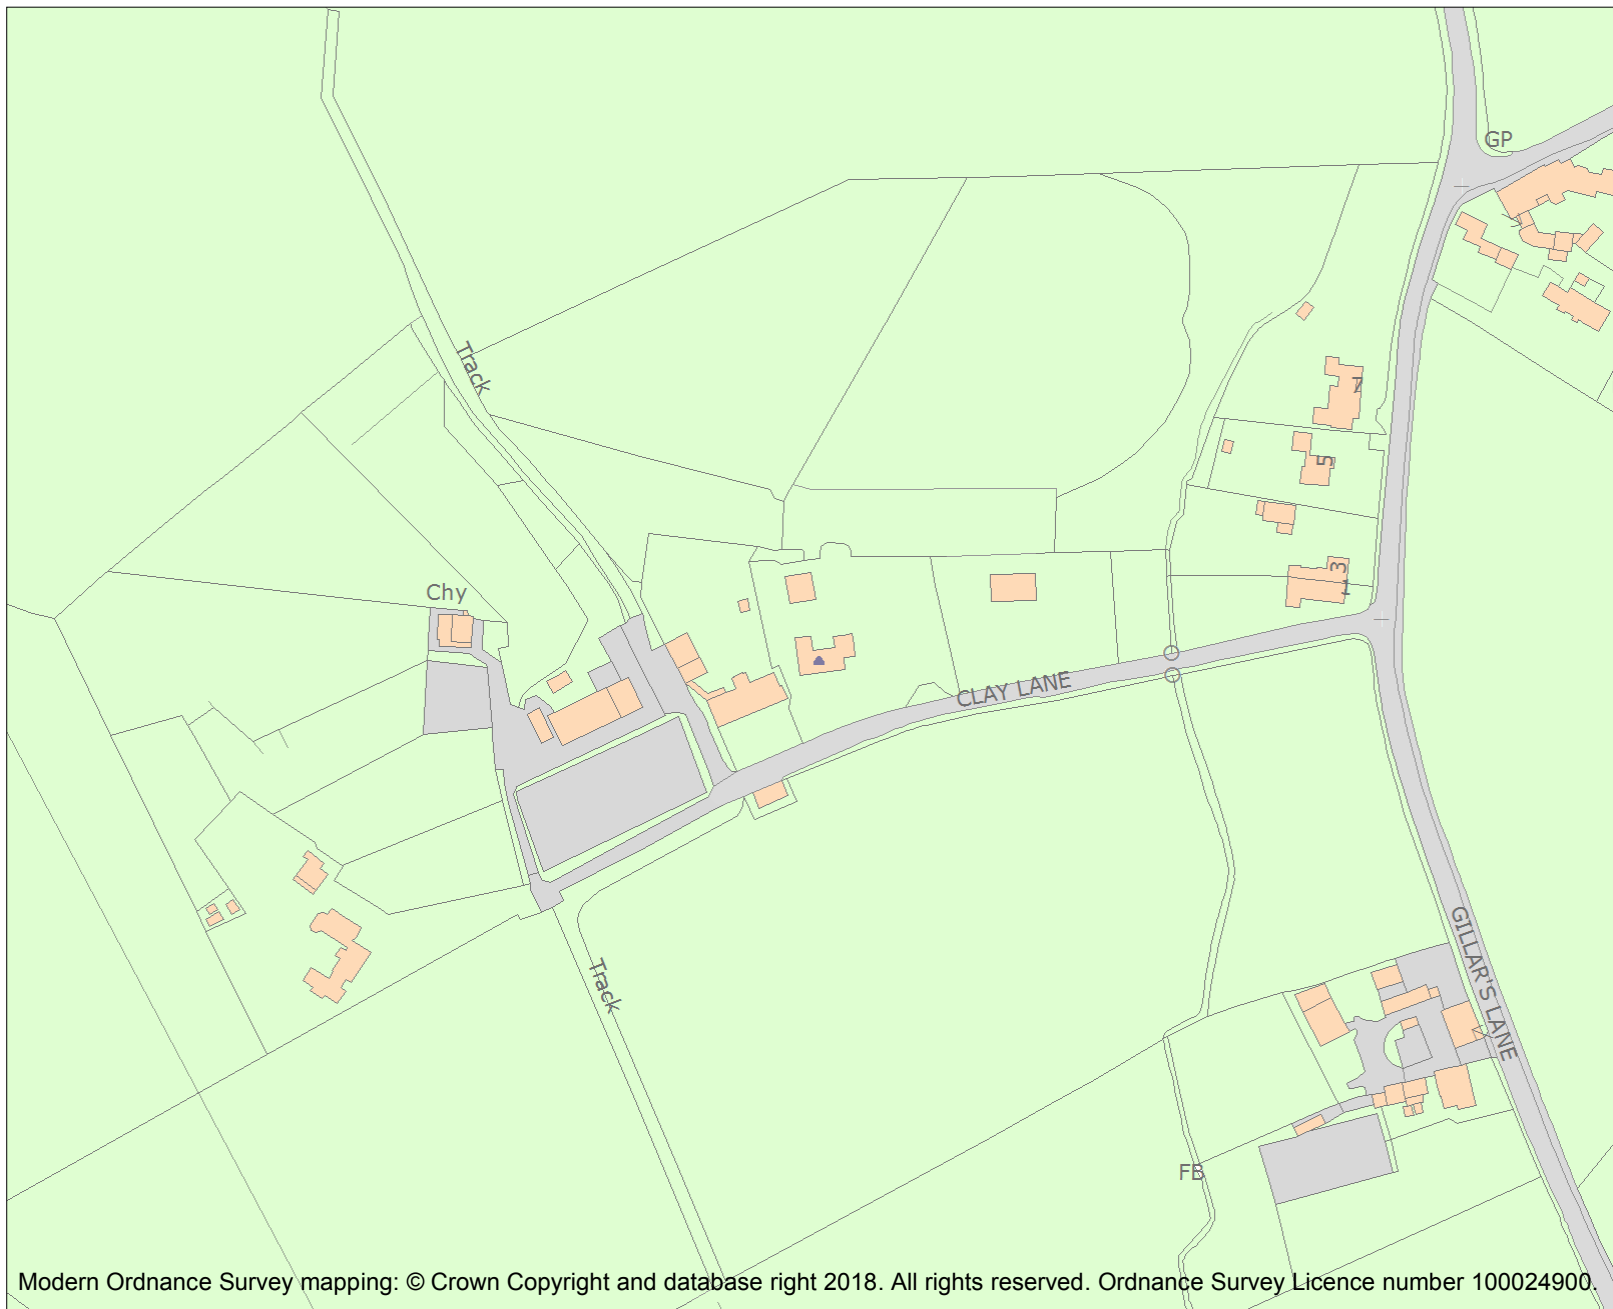 GP
Track
7
5
3
1
Chy
CLAY LANE
GILLAR'S LANE
Track
FB
Modern Ordnance Survey mapping: © Crown Copyright and database right 2018. All rights reserved. Ordnance Survey Licence number 100024900.